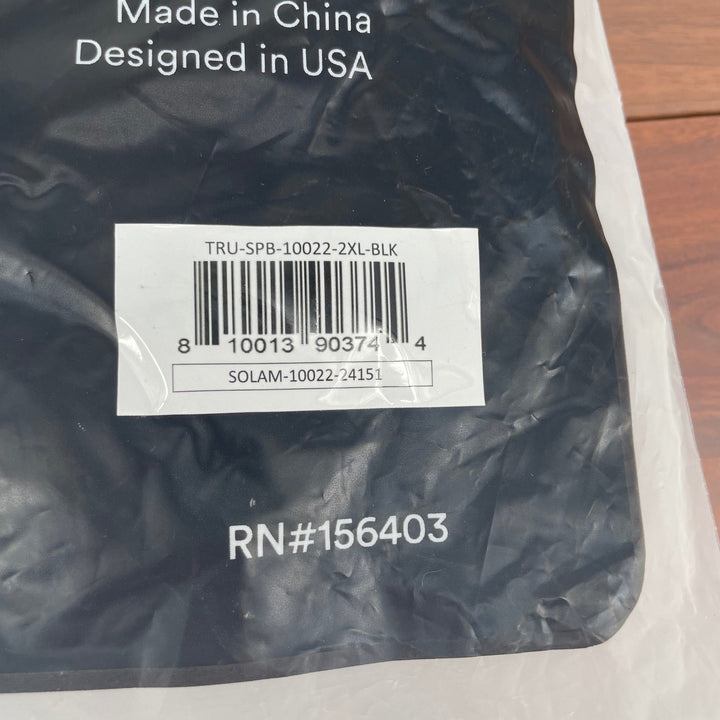 Made in China
Designed in USA
TRU-SPB-10022-2XL-BLK
8 10013 90374 4
SOLAM-10022-24151
RN#156403